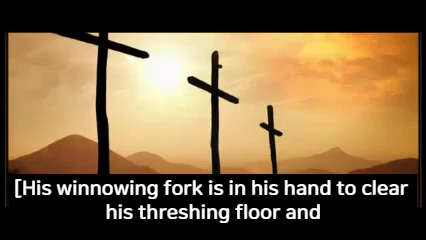 [His winnowing fork is in his hand to clear
his threshing floor and